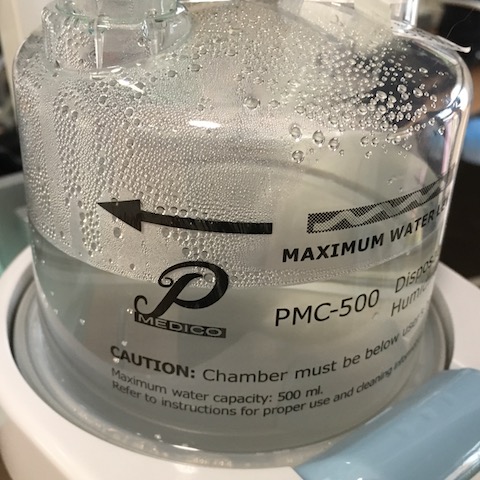 MAXIMUM WATER
P
MEDICO
PMC-500
CAUTION: Chamber must be below
Maximum water capacity: 500 ml.
Refer to instructions for proper use and cleaning